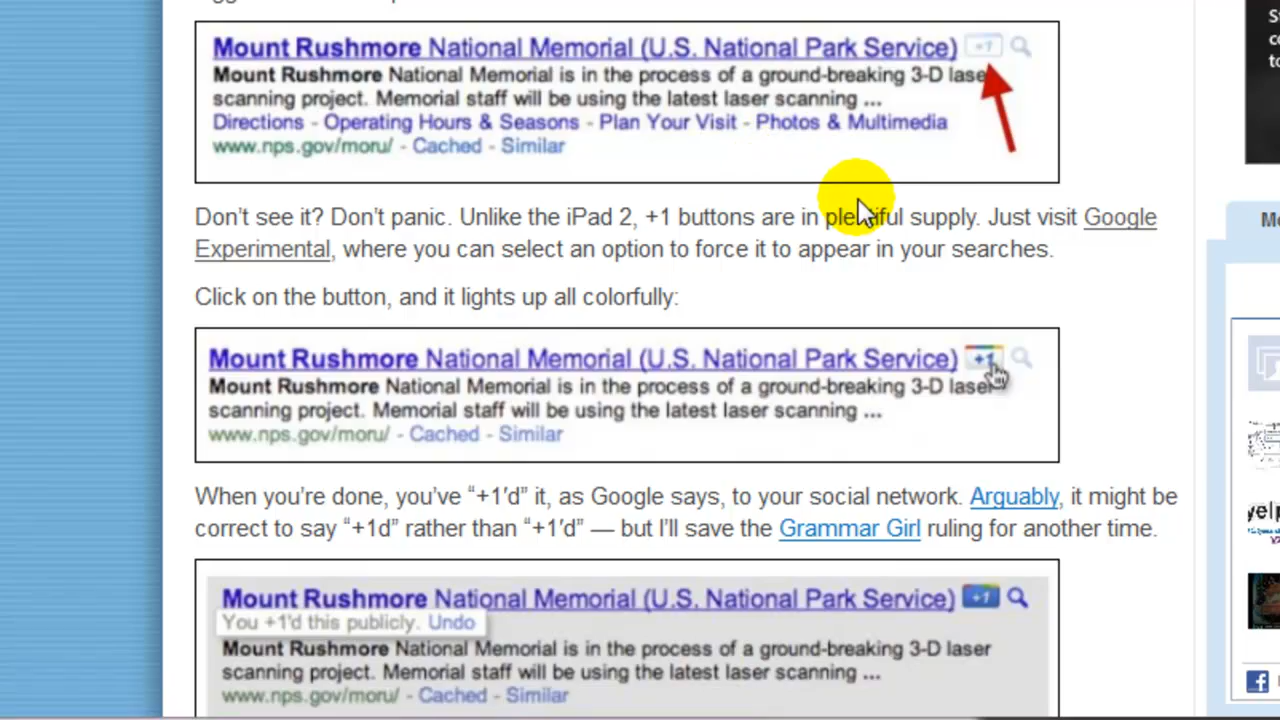 Mount Rushmore National Memorial (U.S. National Park Service) +1
Mount Rushmore National Memorial is in the process of a ground-breaking 3-D laser
scanning project. Memorial staff will be using the latest laser scanning ...
Directions - Operating Hours & Seasons - Plan Your Visit - Photos & Multimedia
www.nps.gov/moru/ - Cached - Similar
Don't see it? Don't panic. Unlike the iPad 2, +1 buttons are in plentiful supply. Just visit Google
Experimental, where you can select an option to force it to appear in your searches.
Click on the button, and it lights up all colorfully:
Mount Rushmore National Memorial (U.S. National Park Service) +1
Mount Rushmore National Memorial is in the process of a ground-breaking 3-D laser
scanning project. Memorial staff will be using the latest laser scanning ...
www.nps.gov/moru/ - Cached - Similar
When you're done, you've “+1′d” it, as Google says, to your social network. Arguably, it might be
correct to say “+1d” rather than “+1′d” — but I'll save the Grammar Girl ruling for another time.
Mount Rushmore National Memorial (U.S. National Park Service) +1
You +1'd this publicly. Undo
Mount Rushmore National Memorial is in the process of a ground-breaking 3-D laser
scanning project. Memorial staff will be using the latest laser scanning ...
www.nps.gov/moru/ - Cached - Similar
yelp